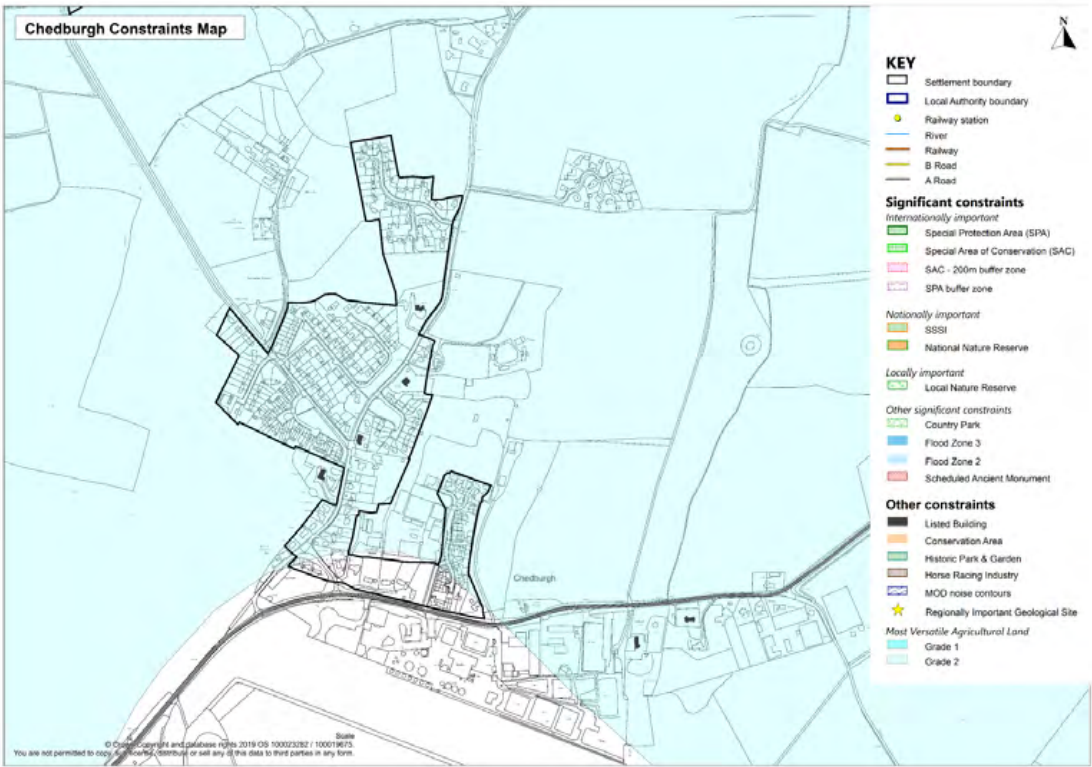 Chedburgh Constraints Map
N
KEY
Settlement boundary
Local Authority boundary
Railway station
River
Railway
B Road
A Road
Significant constraints
Internationally important
Special Protection Area (SPA)
Special Area of Conservation (SAC)
SAC - 200m buffer zone
SPA buffer zone
Nationally important
SSSI
National Nature Reserve
Locally important
Local Nature Reserve
Other significant constraints
Country Park
Flood Zone 3
Flood Zone 2
Scheduled Ancient Monument
Other constraints
Listed Building
Conservation Area
Historic Park & Garden
Horse Racing Industry
MOD noise contours
Regionally Important Geological Site
Most Versatile Agricultural Land
Grade 1
Grade 2
Chedburgh
Scale
© Crown Copyright and database rights 2019 OS 100023282 / 100019675.
You are not permitted to copy, distribute or sell any of this data to third parties in any form.